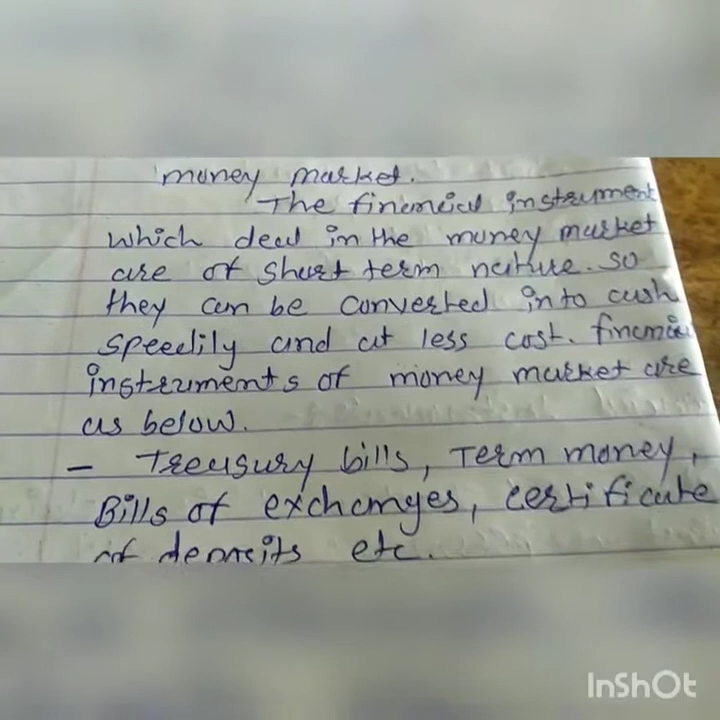 money market.
The financial instrument
which deal in the money market
are of short term nature. so
they can be converted into cash
speedily and at less cost. financia
instruments of money market are
as below.
- Treasury bills, Term money,
Bills of exchanges, certificate
of deposits etc.
InShOt